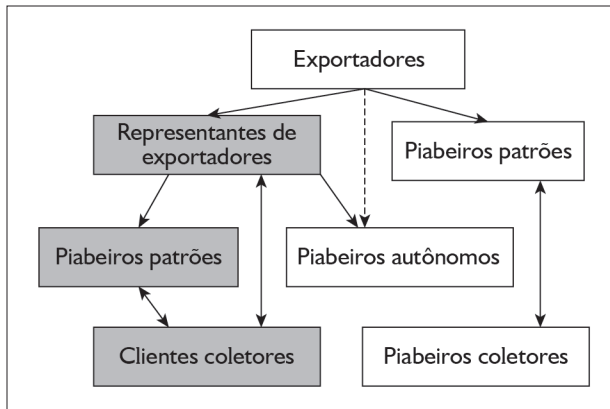 Exportadores
Representantes de
exportadores
Piabeiros patrões
Piabeiros patrões
Piabeiros autônomos
Clientes coletores
Piabeiros coletores